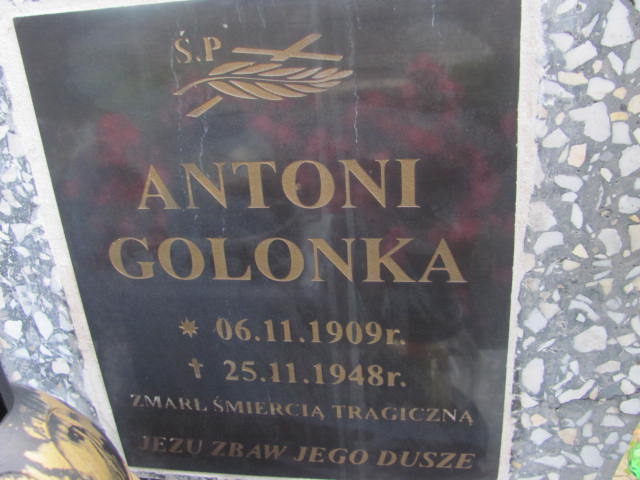 Ś.P
ANTONI
GOLONKA
* 06.11.1909r.
✝ 25.11.1948r.
ZMARŁ ŚMIERCIĄ TRAGICZNĄ
JEZU ZBAW JEGO DUSZE